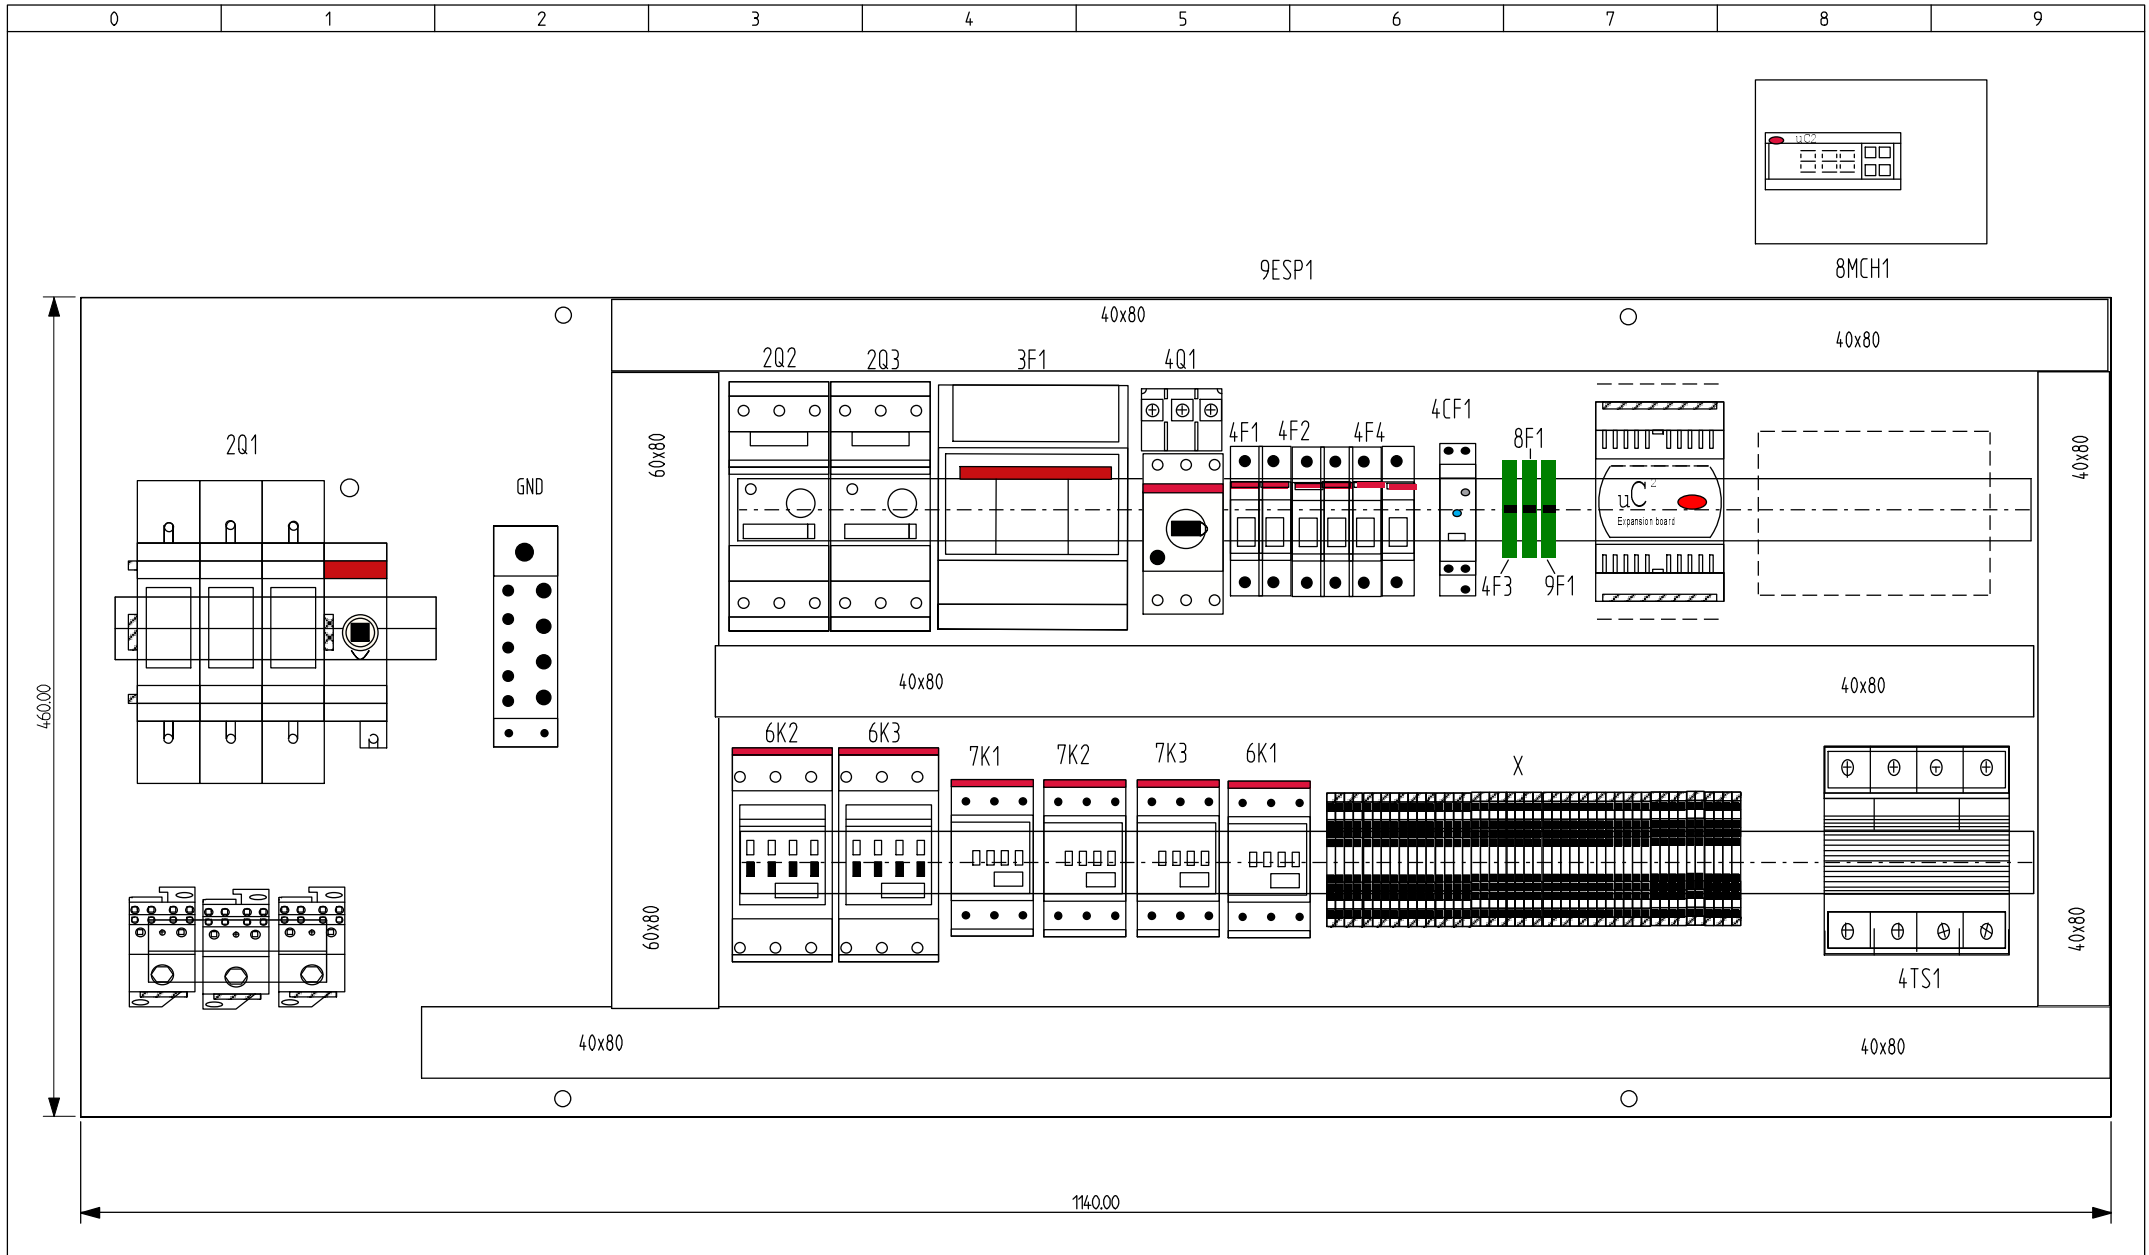 0 1 2 3 4 5 6 7 8 9
uC2
9ESP1 8MCH1
40x80
40x80
2Q2 2Q3 3F1 4Q1
4CF1
4F1 4F2 4F4
8F1
2Q1
60x80
40x80
GND
uC2
Expansion board
4F3 9F1
40x80 40x80
460.00
6K2 6K3
7K1 7K2 7K3 6K1
X
60x80
40x80
4TS1
40x80 40x80
1140.00